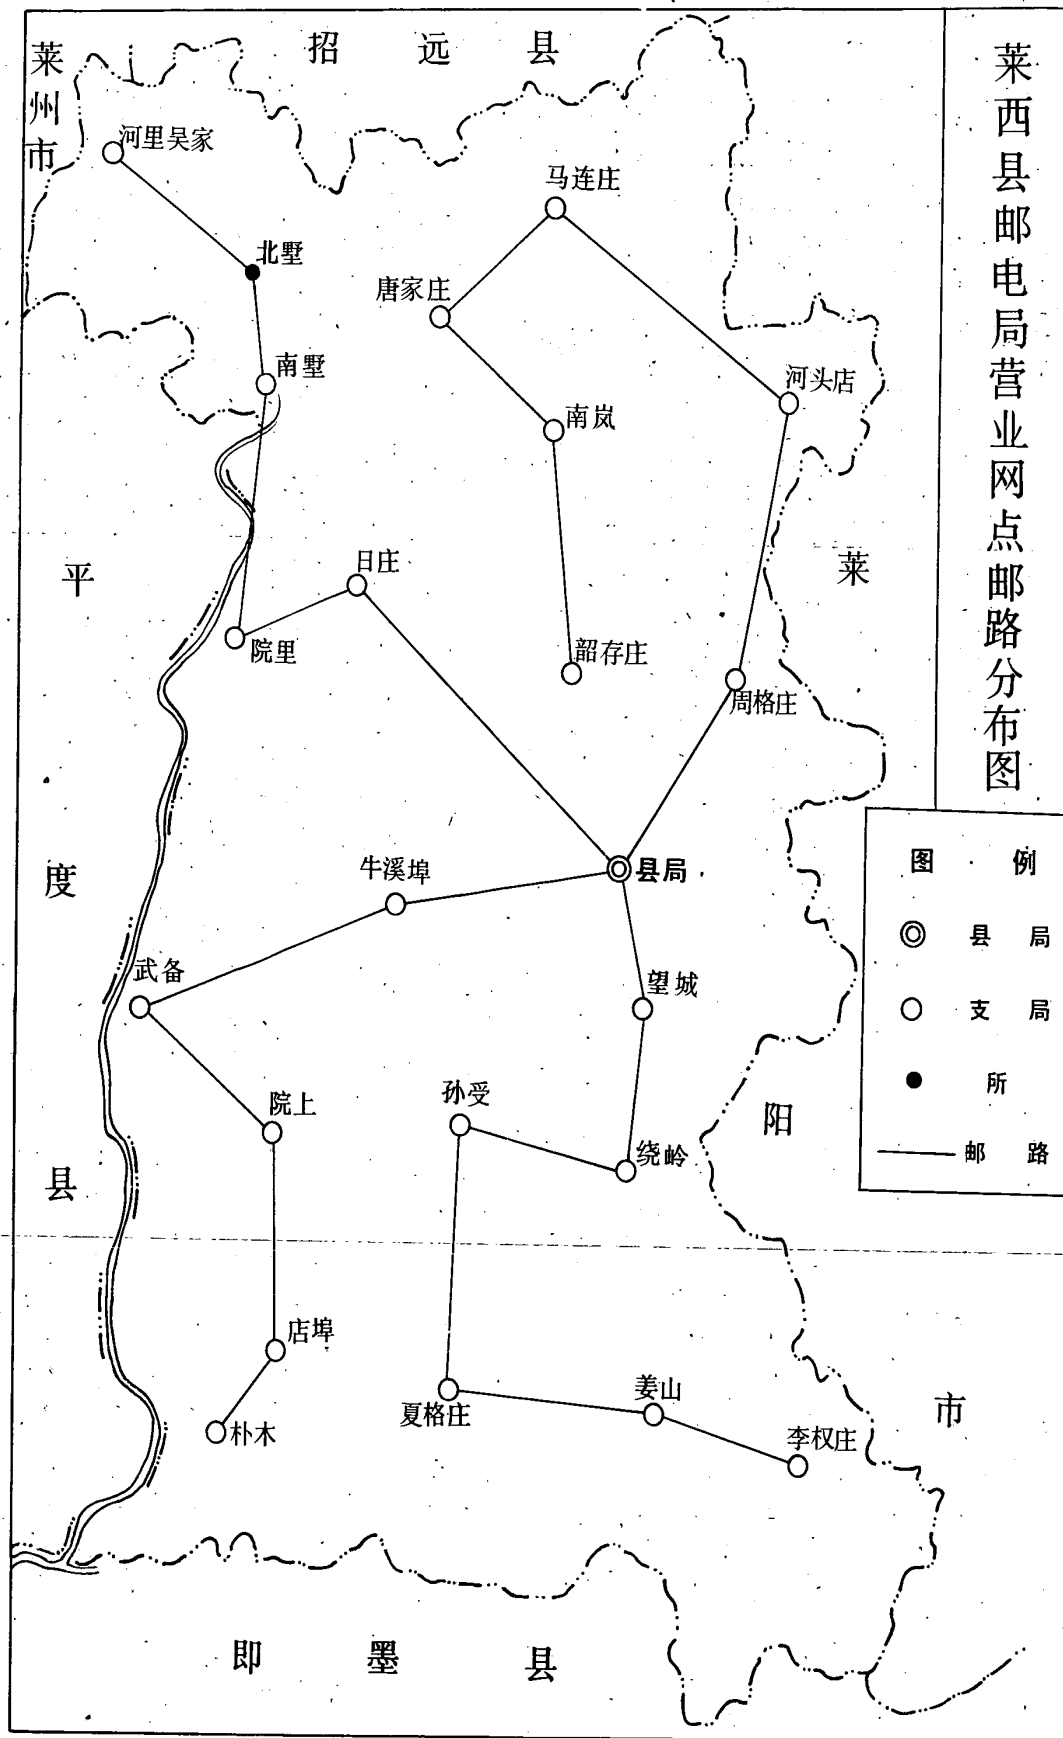 莱西县邮电局营业网点邮路分布图
招远县
莱州市
河里吴家
马连庄
北墅
唐家庄
南墅
河头店
南岚
平度县
日庄
莱阳市
院里
韶存庄
周格庄
牛溪埠
县局
武备
望城
院上
孙受
绕岭
店埠
朴木
夏格庄
姜山
李权庄
即墨县
图例
县局
支局
所
邮路